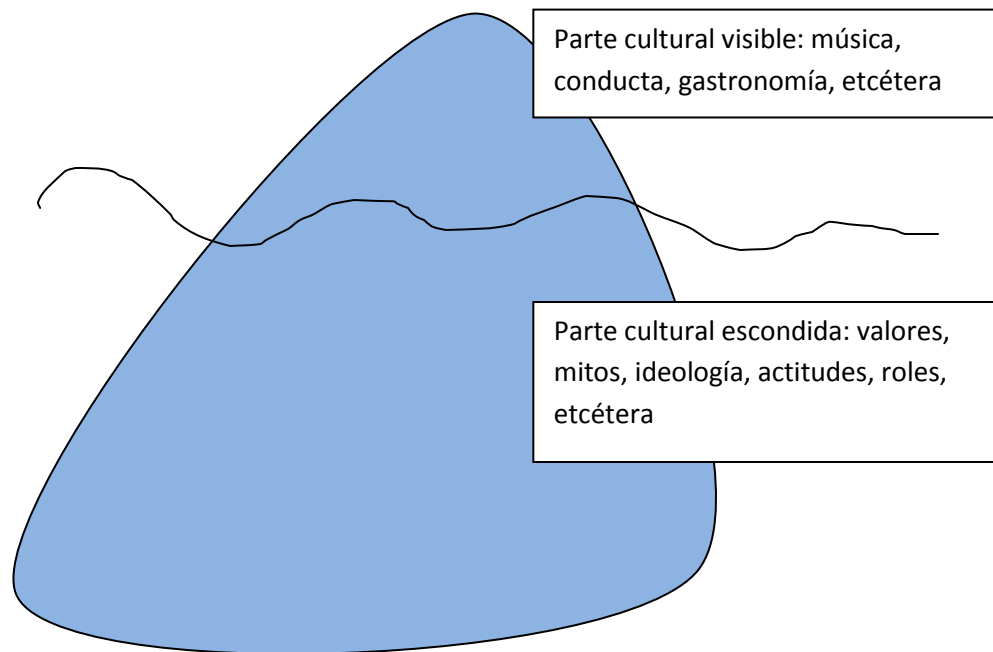 Parte cultural visible: música,
conducta, gastronomía, etcétera
Parte cultural escondida: valores,
mitos, ideología, actitudes, roles,
etcétera